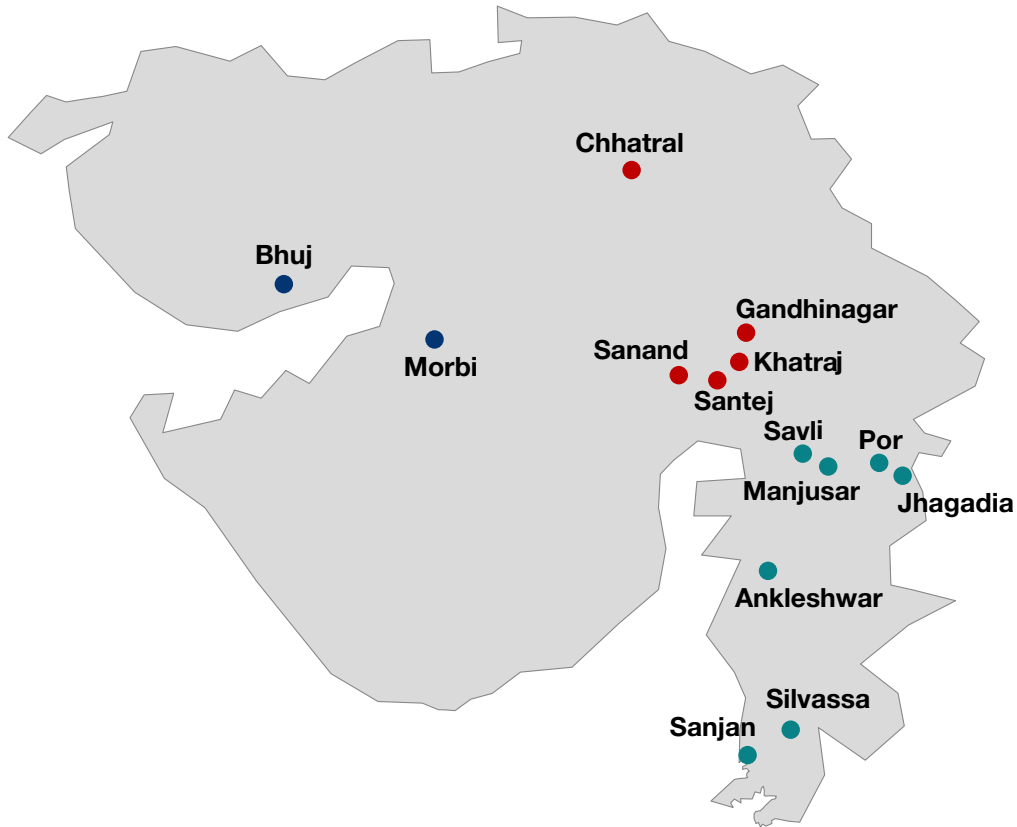 Chhatral
Bhuj
Gandhinagar
Sanand
Khatraj
Morbi
Santej
Savli
Por
Manjusar
Jhagadia
Ankleshwar
Silvassa
Sanjan